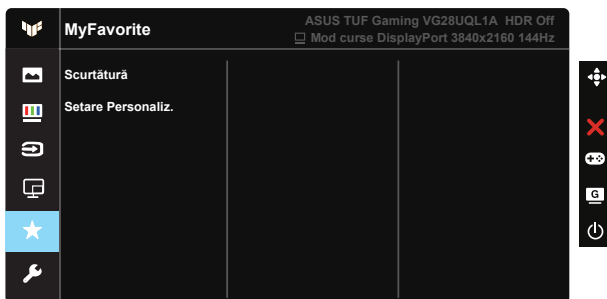 MyFavorite
ASUS TUF Gaming VG28UQL1A HDR Off
Mod curse DisplayPort 3840x2160 144Hz
Scurtătură
Setare Personaliz.
G